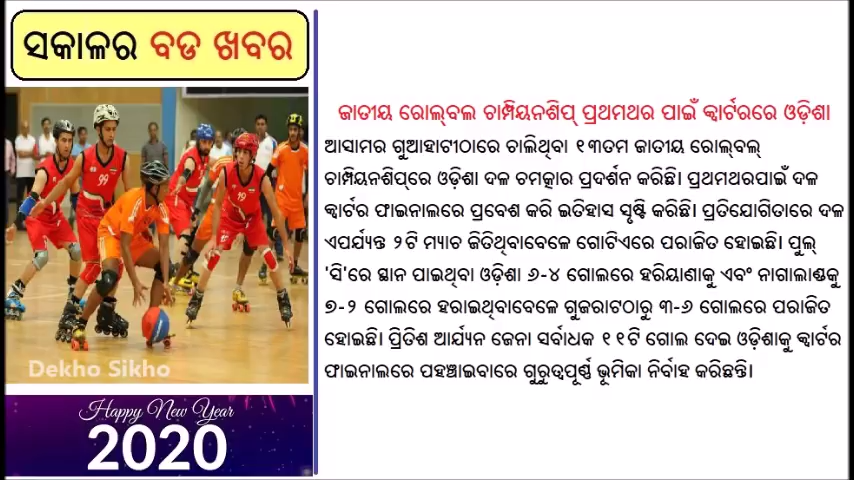 ସକାଳର ବଡ ଖବର
ଜାତୀୟ ରୋଲ୍‌ବଲ ଚାମ୍ପିୟନଶିପ୍ ପ୍ରଥମଥର ପାଇଁ କ୍ୱାର୍ଟରରେ ଓଡ଼ିଶା
ଆସାମର ଗୁଆହାଟୀଠାରେ ଚାଲିଥିବା ୧୩ତମ ଜାତୀୟ ରୋଲ୍‌ବଲ୍
ଚାମ୍ପିୟନଶିପ୍‌ରେ ଓଡ଼ିଶା ଦଳ ଚମତ୍କାର ପ୍ରଦର୍ଶନ କରିଛି। ପ୍ରଥମଥରପାଇଁ ଦଳ
କ୍ୱାର୍ଟର ଫାଇନାଲରେ ପ୍ରବେଶ କରି ଇତିହାସ ସୃଷ୍ଟି କରିଛି। ପ୍ରତିଯୋଗିତାରେ ଦଳ
ଏପର୍ଯ୍ୟନ୍ତ ୨ଟି ମ୍ୟାଚ ଜିତିଥିବାବେଳେ ଗୋଟିଏରେ ପରାଜିତ ହୋଇଛି। ପୁଲ୍
'ସି'ରେ ସ୍ଥାନ ପାଇଥିବା ଓଡ଼ିଶା ୬-୪ ଗୋଲରେ ହରିୟାଣାକୁ ଏବଂ ନାଗାଲାଣ୍ଡକୁ
୭-୨ ଗୋଲରେ ହରାଇଥିବାବେଳେ ଗୁଜରାଟଠାରୁ ୩-୬ ଗୋଲରେ ପରାଜିତ
ହୋଇଛି। ପ୍ରିତିଶ ଆର୍ଯ୍ୟନ ଜେନା ସର୍ବାଧକ ୧୧ଟି ଗୋଲ ଦେଇ ଓଡ଼ିଶାକୁ କ୍ୱାର୍ଟର
ଫାଇନାଲରେ ପହଞ୍ଚାଇବାରେ ଗୁରୁତ୍ୱପୂର୍ଣ୍ଣ ଭୂମିକା ନିର୍ବାହ କରିଛନ୍ତି।
99
19
Dekho Sikho
Happy New Year
2020